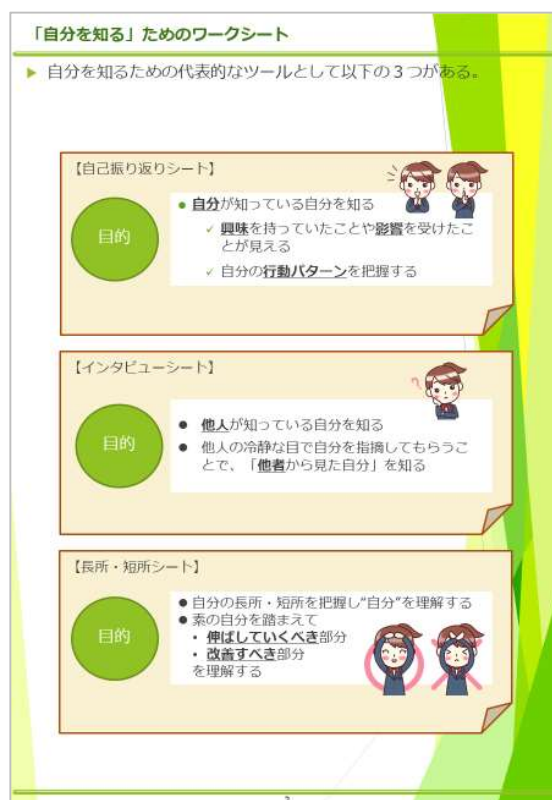 「自分を知る」ためのワークシート
自分を知るための代表的なツールとして以下の３つがある。
【自己振り返りシート】
目的
自分が知っている自分を知る
興味を持っていたことや影響を受けたこ
とが見える
自分の行動パターンを把握する
【インタビューシート】
目的
他人が知っている自分を知る
他人の冷静な目で自分を指摘してもらうこ
とで、「他者から見た自分」を知る
【長所・短所シート】
目的
自分の長所・短所を把握し“自分”を理解する
素の自分を踏まえて
・伸ばしていくべき部分
・改善すべき部分
を理解する